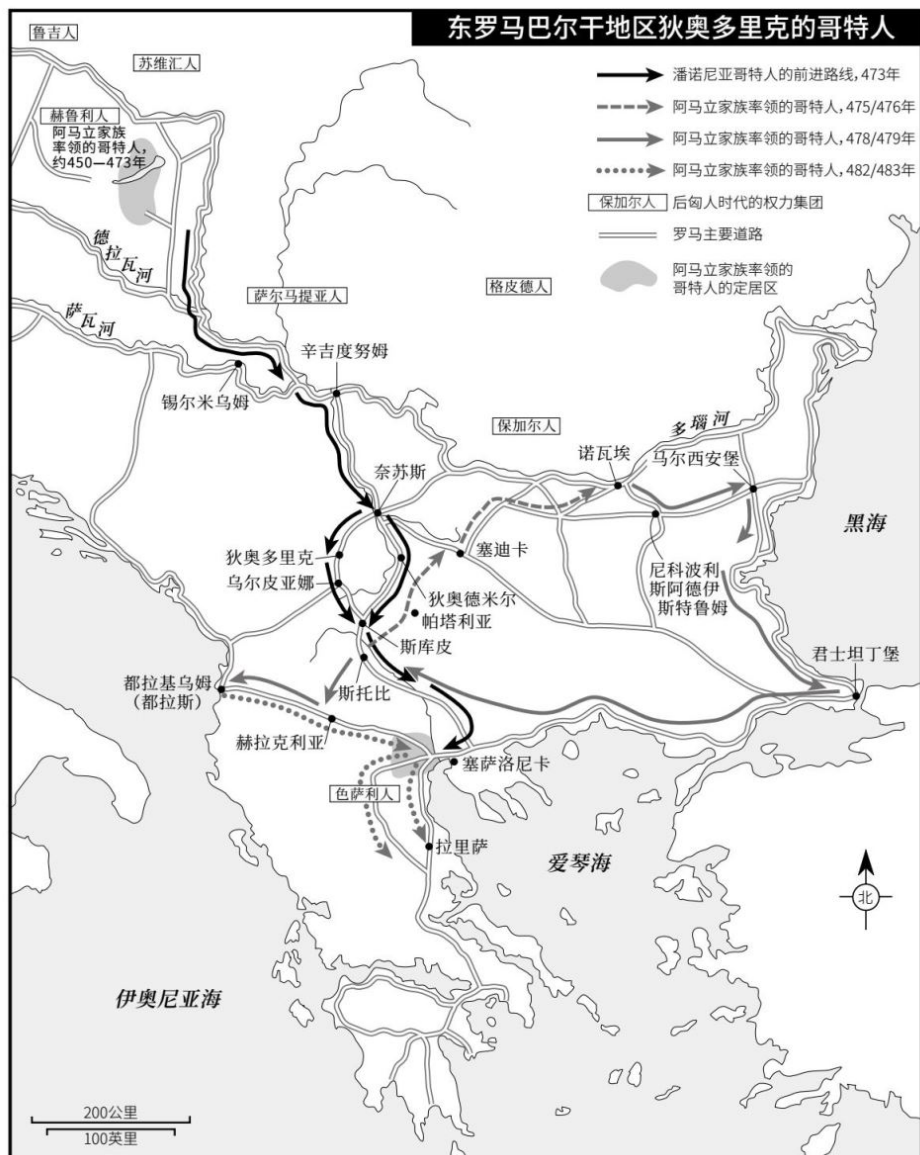 东罗马巴尔干地区狄奥多里克的哥特人
潘诺尼亚哥特人的前进路线，473年
阿马立家族率领的哥特人，475/476年
阿马立家族率领的哥特人，478/479年
阿马立家族率领的哥特人，482/483年
保加尔人
后匈人时代的权力集团
罗马主要道路
阿马立家族率领的
哥特人的定居区
鲁吉人
苏维汇人
赫鲁利人
阿马立家族
率领的哥特人，
约450—473年
德拉瓦河
萨瓦河
萨尔马提亚人
格皮德人
辛吉度努姆
锡尔米乌姆
保加尔人
多瑙河
诺瓦埃
马尔西安堡
奈苏斯
黑海
塞迪卡
狄奥多里克
乌尔皮亚娜
狄奥德米尔
帕塔利亚
尼科波利
斯阿德伊
斯特鲁姆
斯库皮
君士坦丁堡
都拉基乌姆
（都拉斯）
斯托比
赫拉克利亚
塞萨洛尼卡
色萨利人
拉里萨
爱琴海
北
伊奥尼亚海
200公里
100英里